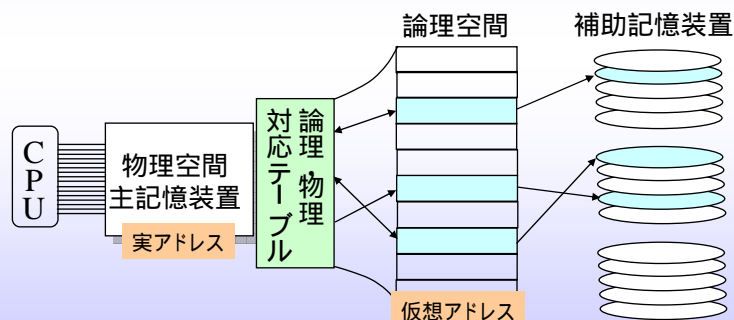 論理空間
補助記憶装置
CPU
物理空間
主記憶装置
実アドレス
論理,物理
対応テーブル
仮想アドレス